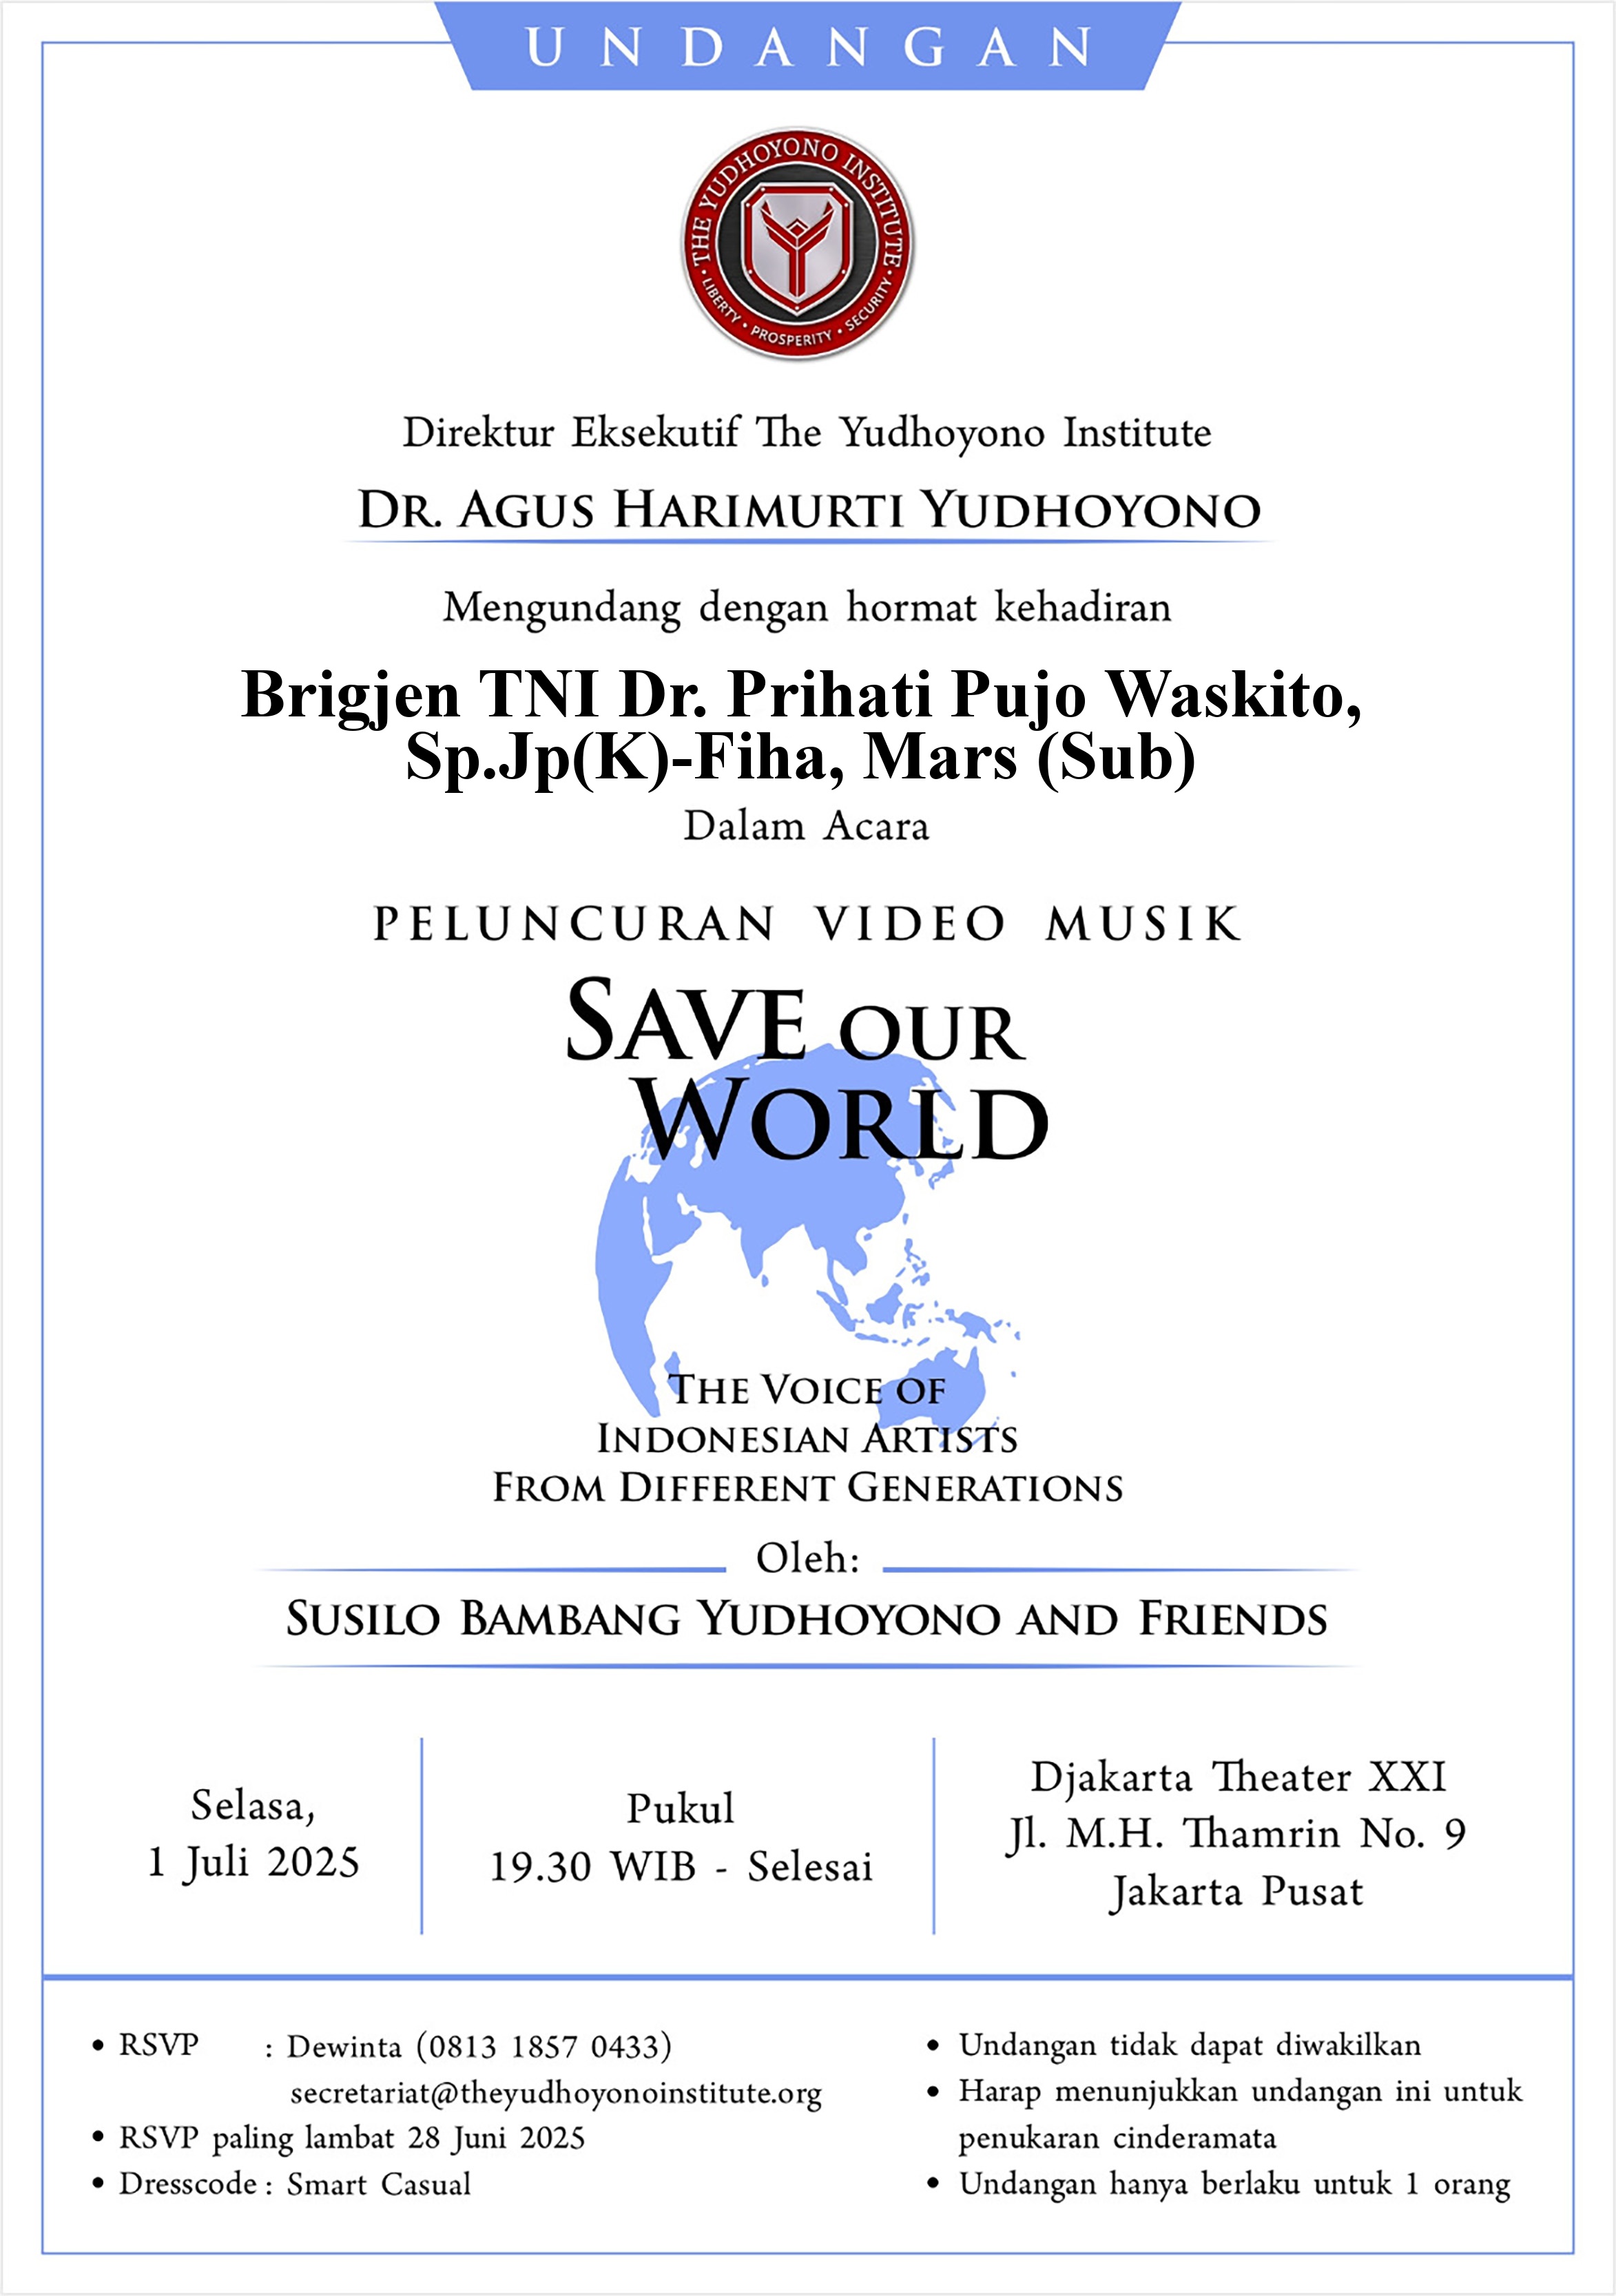 UNDANGAN
THE YUDHOYONO INSTITUTE
• LIBERTY • PROSPERITY • SECURITY •
Direktur Eksekutif The Yudhoyono Institute
DR. AGUS HARIMURTI YUDHOYONO
Mengundang dengan hormat kehadiran
Brigjen TNI Dr. Prihati Pujo Waskito,
Sp.Jp(K)-Fiha, Mars (Sub)
Dalam Acara
PELUNCURAN VIDEO MUSIK
SAVE OUR
WORLD
THE VOICE OF
INDONESIAN ARTISTS
FROM DIFFERENT GENERATIONS
Oleh:
SUSILO BAMBANG YUDHOYONO AND FRIENDS
Selasa,
1 Juli 2025
Pukul
19.30 WIB - Selesai
Djakarta Theater XXI
Jl. M.H. Thamrin No. 9
Jakarta Pusat
• RSVP : Dewinta (0813 1857 0433)
secretariat@theyudhoyonoinstitute.org
• RSVP paling lambat 28 Juni 2025
• Dresscode : Smart Casual
• Undangan tidak dapat diwakilkan
• Harap menunjukkan undangan ini untuk
penukaran cinderamata
• Undangan hanya berlaku untuk 1 orang